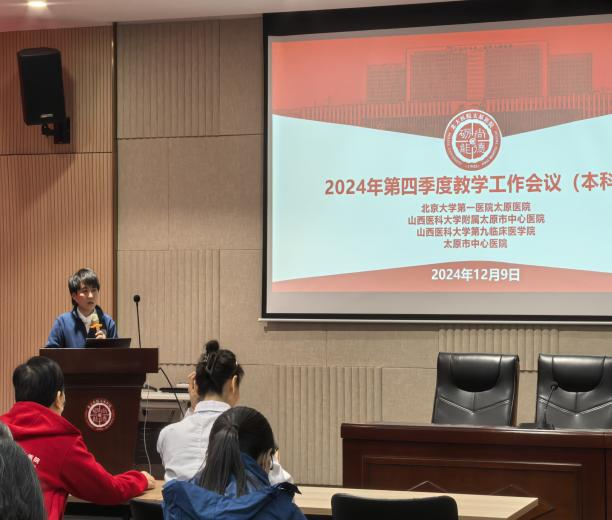 2024年第四季度教学工作会议（本科
北京大学第一医院太原医院
山西医科大学附属太原市中心医院
山西医科大学第九临床医学院
太原市中心医院
2024年12月9日